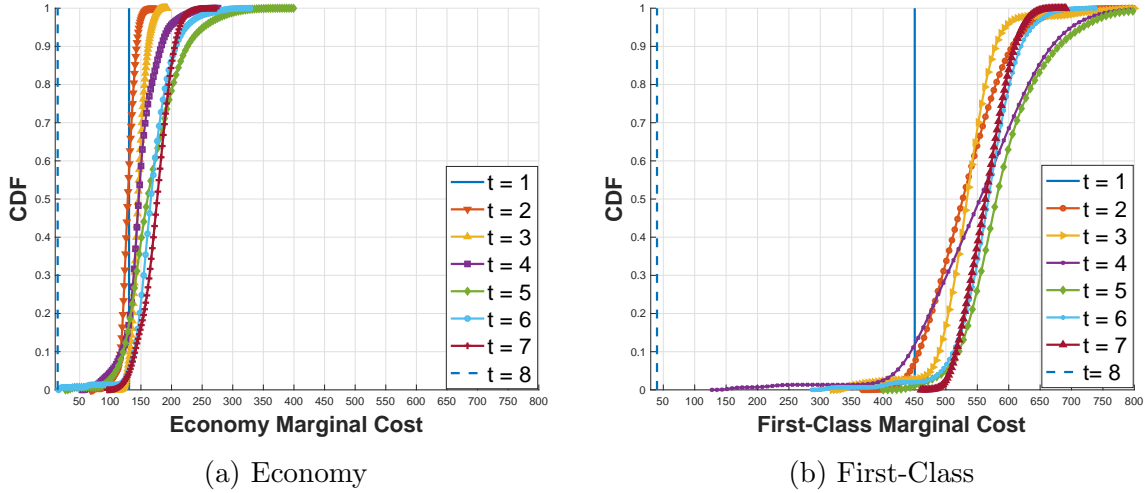 1
0.9
0.8
0.7
0.6
0.5
0.4
0.3
0.2
0.1
0
CDF
50 100 150 200 250 300 350 400 450 500 550 600 650 700 750 800
Economy Marginal Cost
t = 1
t = 2
t = 3
t = 4
t = 5
t = 6
t = 7
t = 8
(a) Economy
1
0.9
0.8
0.7
0.6
0.5
0.4
0.3
0.2
0.1
0
CDF
50 100 150 200 250 300 350 400 450 500 550 600 650 700 750 800
First-Class Marginal Cost
t = 1
t = 2
t = 3
t = 4
t = 5
t = 6
t = 7
t= 8
(b) First-Class